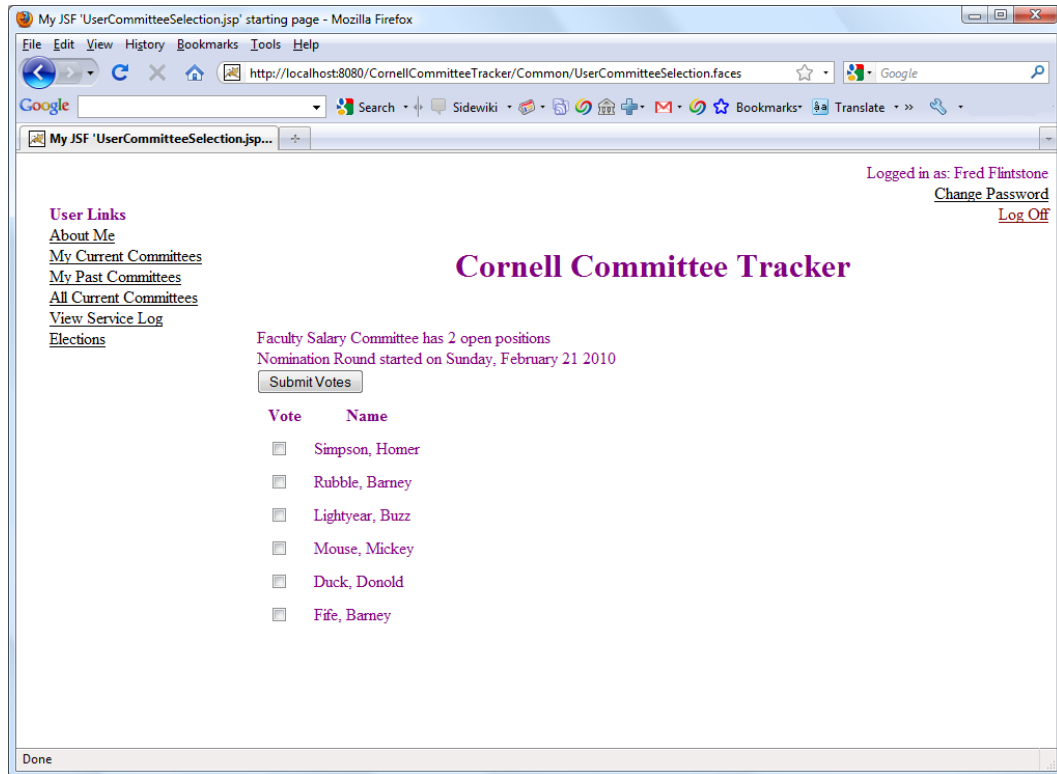 My JSF 'UserCommitteeSelection.jsp' starting page - Mozilla Firefox
File Edit View History Bookmarks Tools Help
http://localhost:8080/CornellCommitteeTracker/Common/UserCommitteeSelection.faces Google
Google Search Sidewiki Bookmarks Translate »
My JSF 'UserCommitteeSelection.jsp...
Logged in as: Fred Flintstone
Change Password
Log Off
User Links
About Me
My Current Committees
My Past Committees
All Current Committees
View Service Log
Elections
Cornell Committee Tracker
Faculty Salary Committee has 2 open positions
Nomination Round started on Sunday, February 21 2010
Submit Votes
Vote Name
Simpson, Homer
Rubble, Barney
Lightyear, Buzz
Mouse, Mickey
Duck, Donold
Fife, Barney
Done